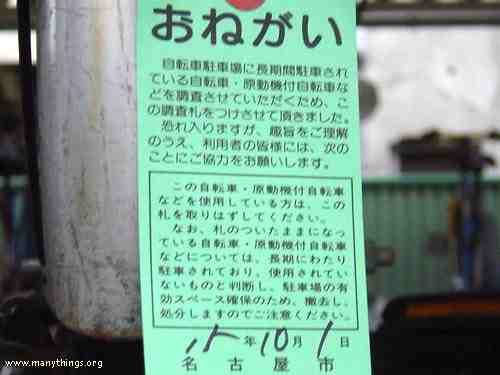 おねがい
自転車駐車場に長期間駐車され
ている自転車・原動機付自転車な
どを調査させていただくため、こ
の調査札をつけさせて頂きました。
恐れ入りますが、趣旨をご理解
のうえ、利用者の皆様には、次の
ことにご協力をお願いします。
この自転車・原動機付自転車
などを使用している方は、この
札を取りはずしてください。
なお、札のついたままになっ
ている自転車・原動機付自転車
などについては、長期にわたり
駐車されており、使用されてい
ないものと判断し、駐車場の有
効スペース確保のため、撤去し、
処分しますのでご注意ください。
15年10月1日
名古屋市
www.manythings.org